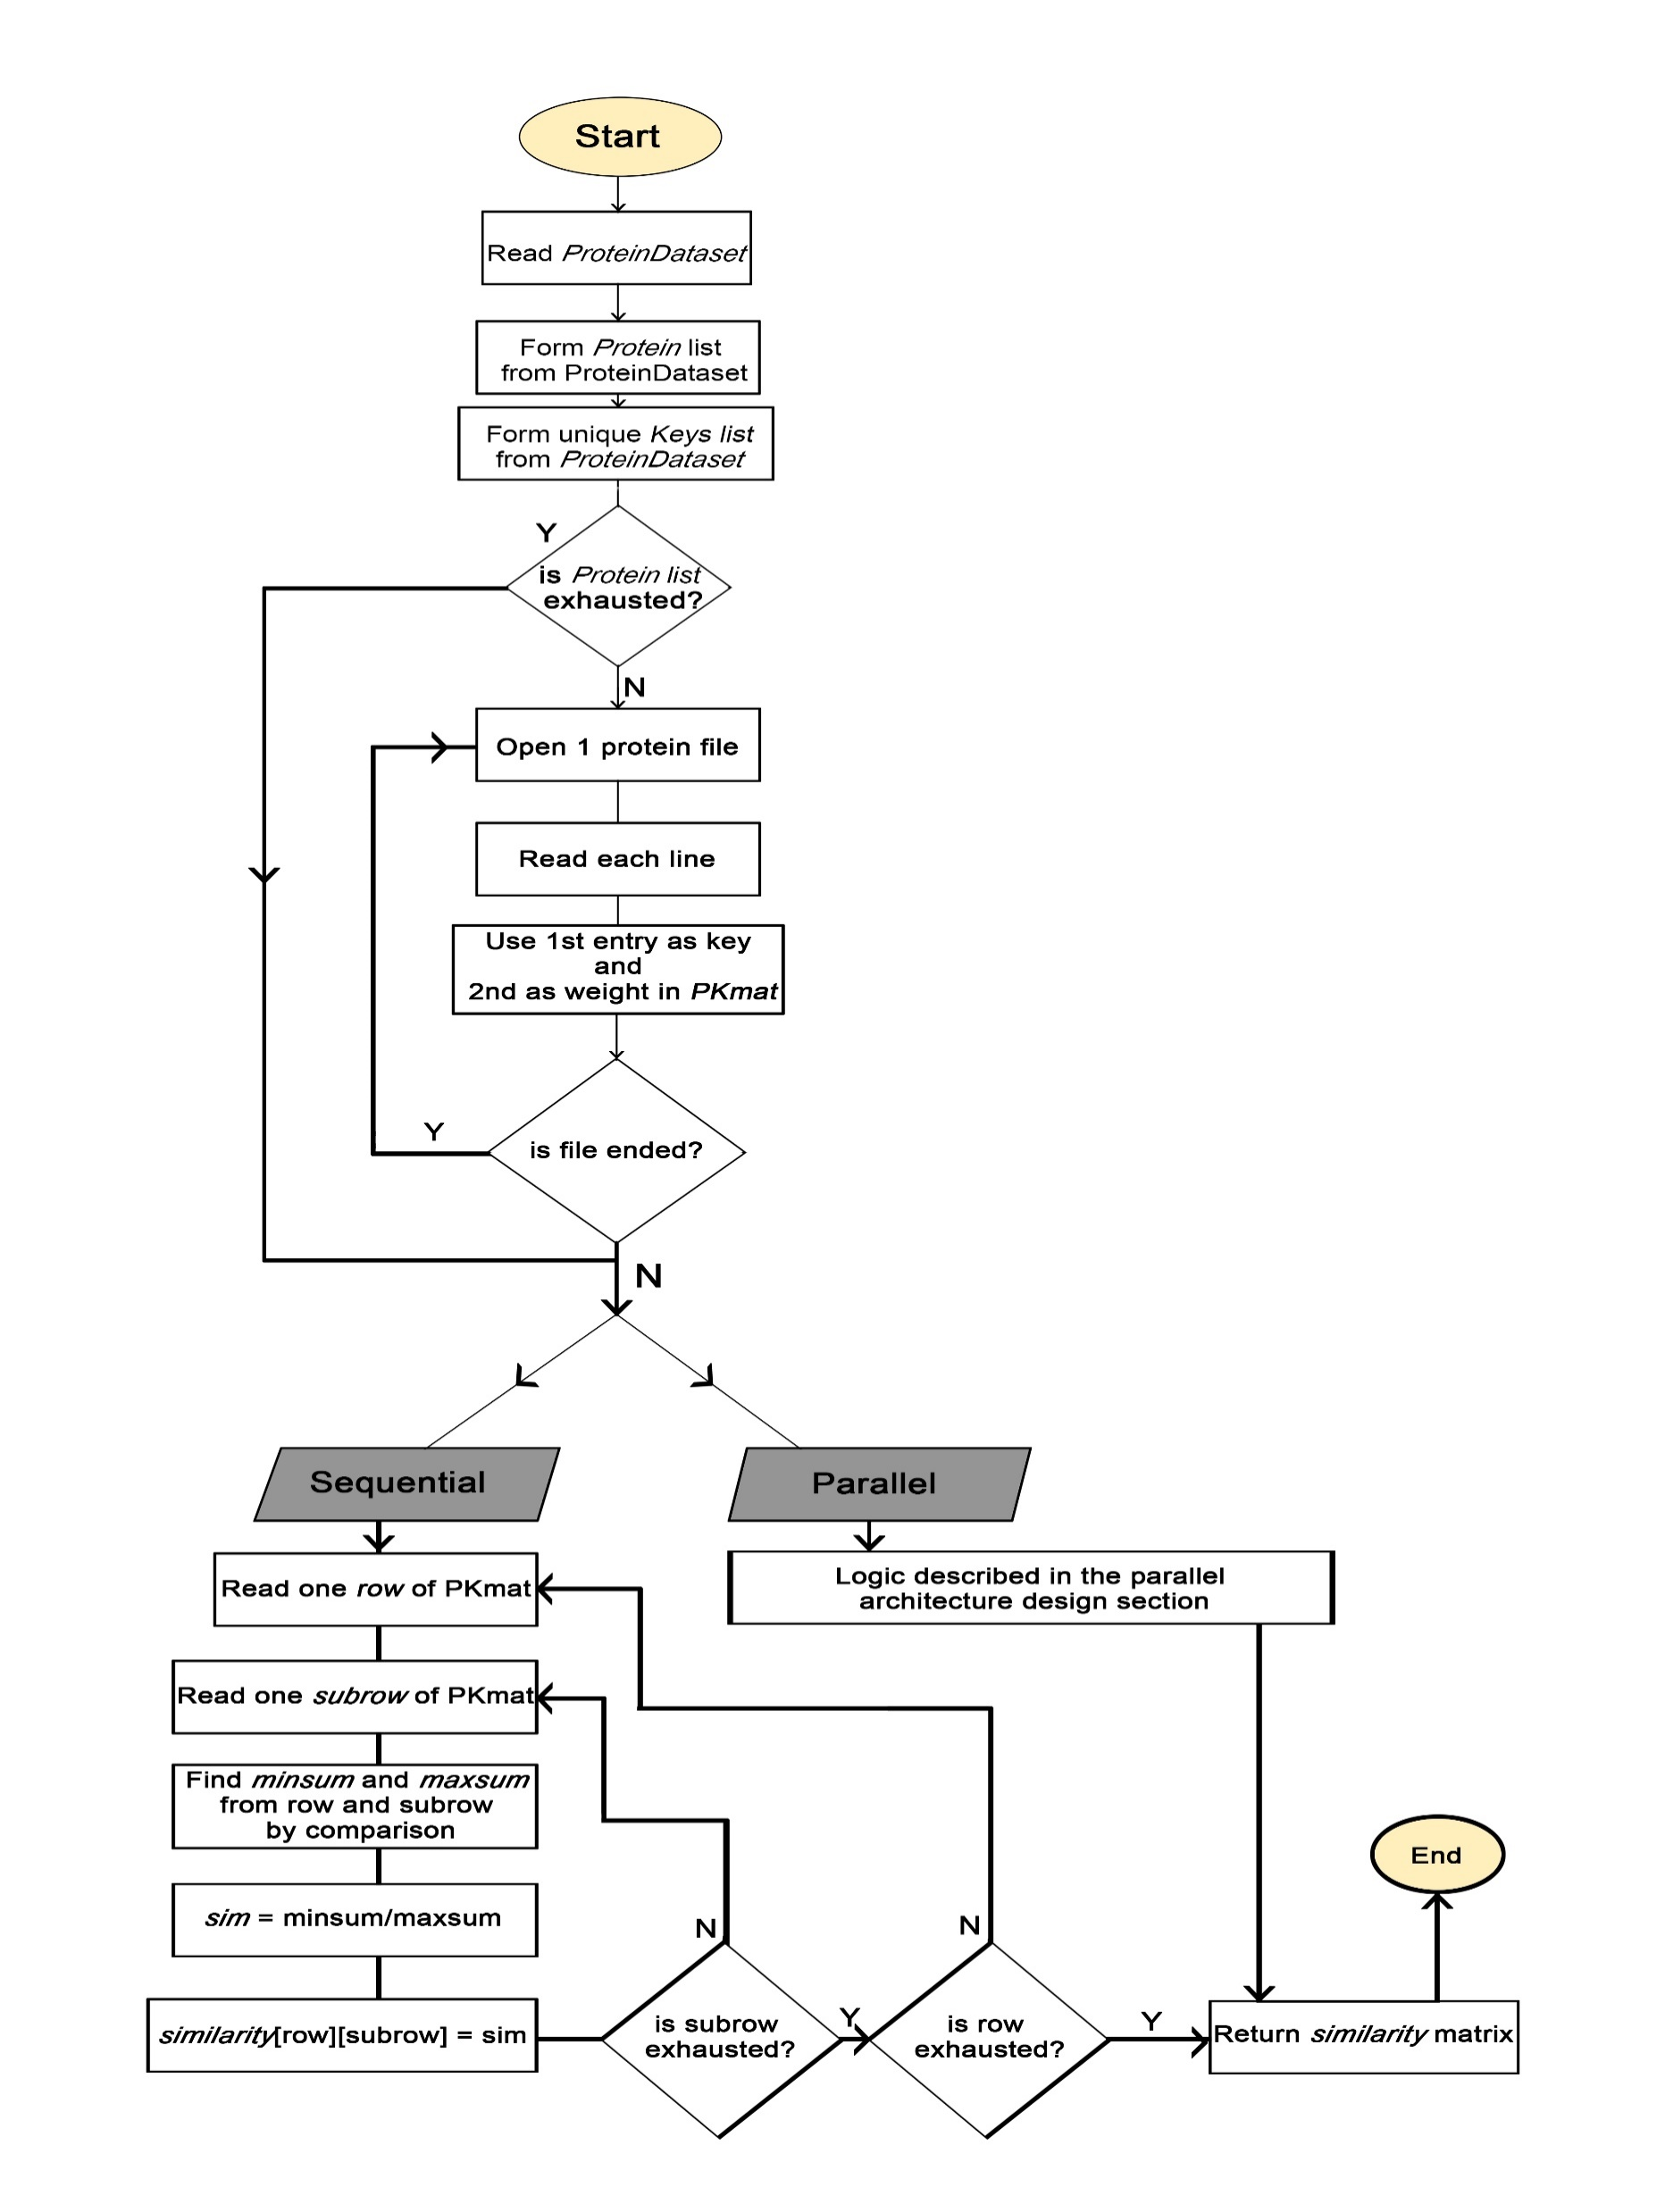 Start
Read ProteinDataset
Form Protein list
from ProteinDataset
Form unique Keys list
from ProteinDataset
Y
is Protein list
exhausted?
N
Open 1 protein file
Read each line
Use 1st entry as key
and
2nd as weight in PKmat
Y
is file ended?
N
Sequential
Parallel
Read one row of PKmat
Logic described in the parallel
architecture design section
Read one subrow of PKmat
Find minsum and maxsum
from row and subrow
by comparison
End
sim = minsum/maxsum
N
N
similarity[row][subrow] = sim
is subrow
exhausted?
Y
is row
exhausted?
Y
Return similarity matrix